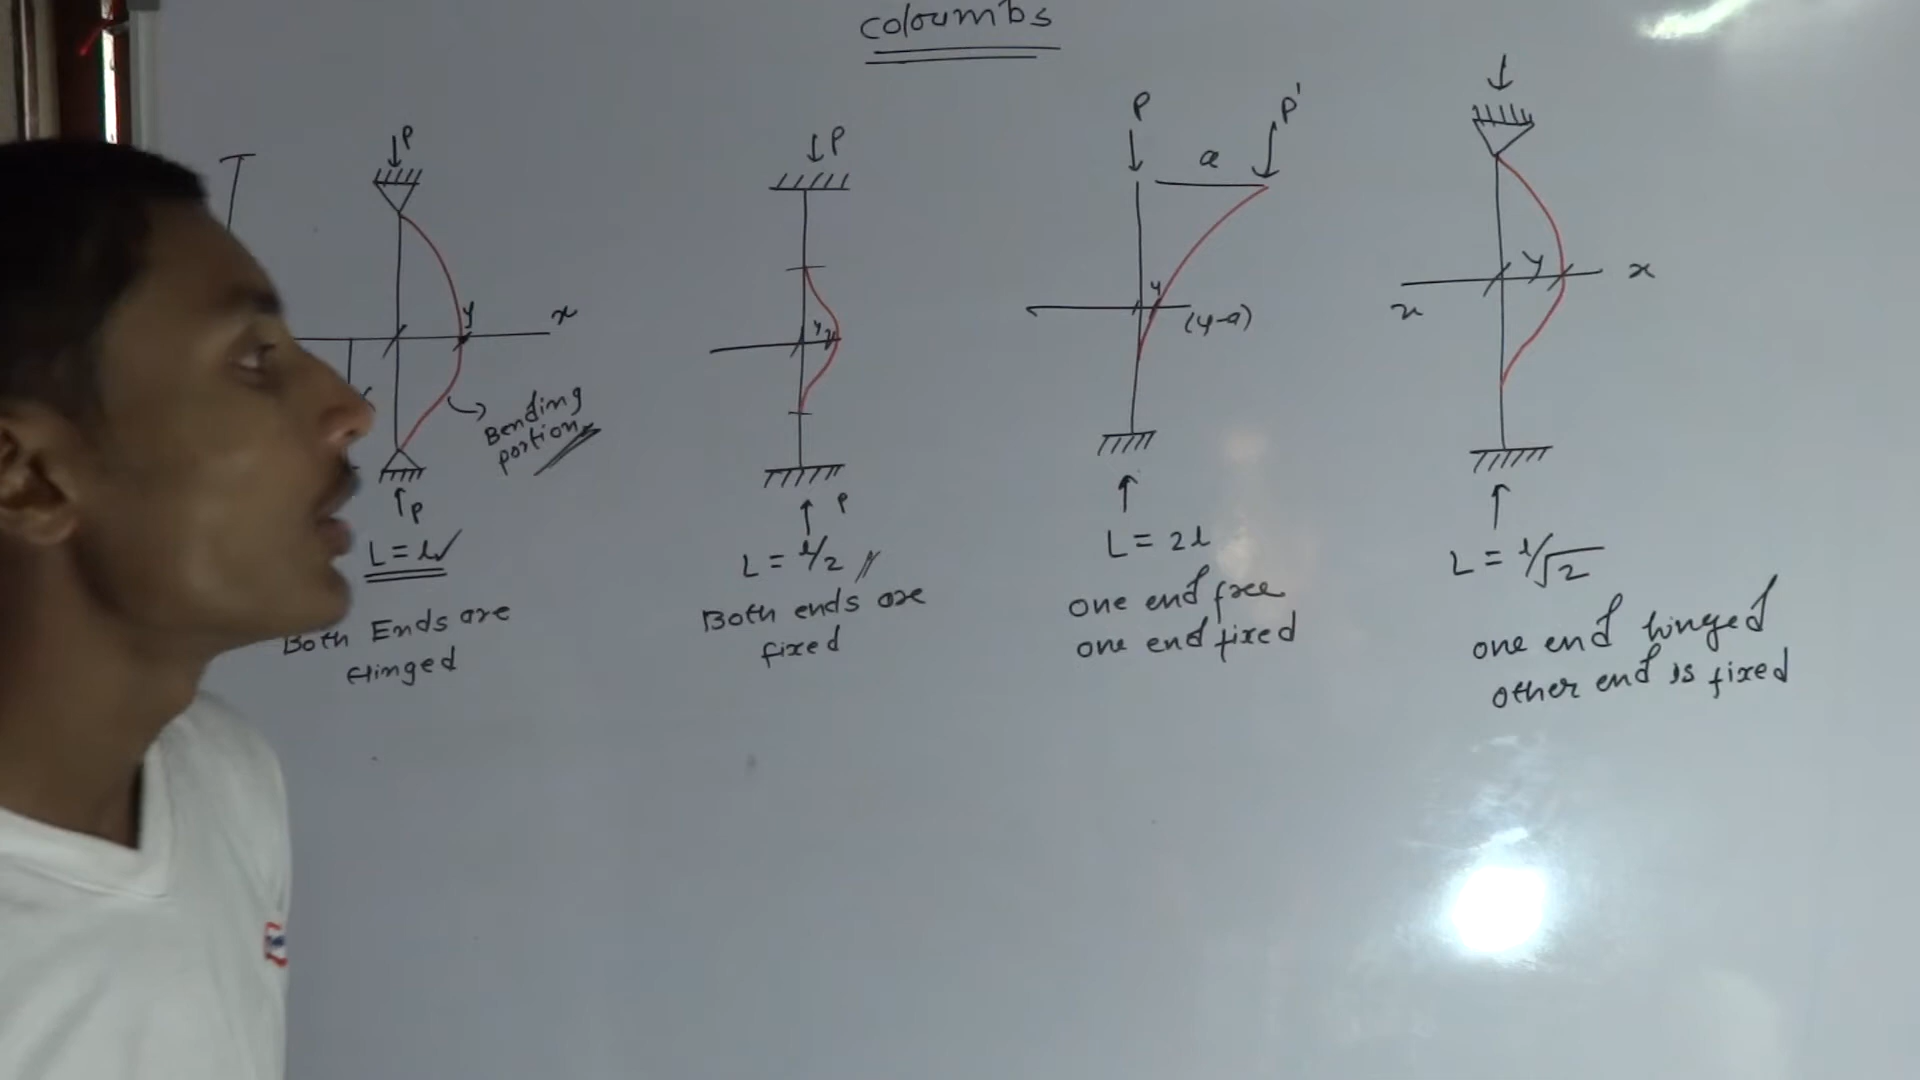 coloumbs
P
y
x
Bending
portion
P
L = l
Both Ends are
Hinged
P
y
P
L = l/2
Both ends are
fixed
P
a
P'
y
(y-a)
L = 2l
one end free
one end fixed
y
x
x
L = l/√2
one end hinged
other end is fixed